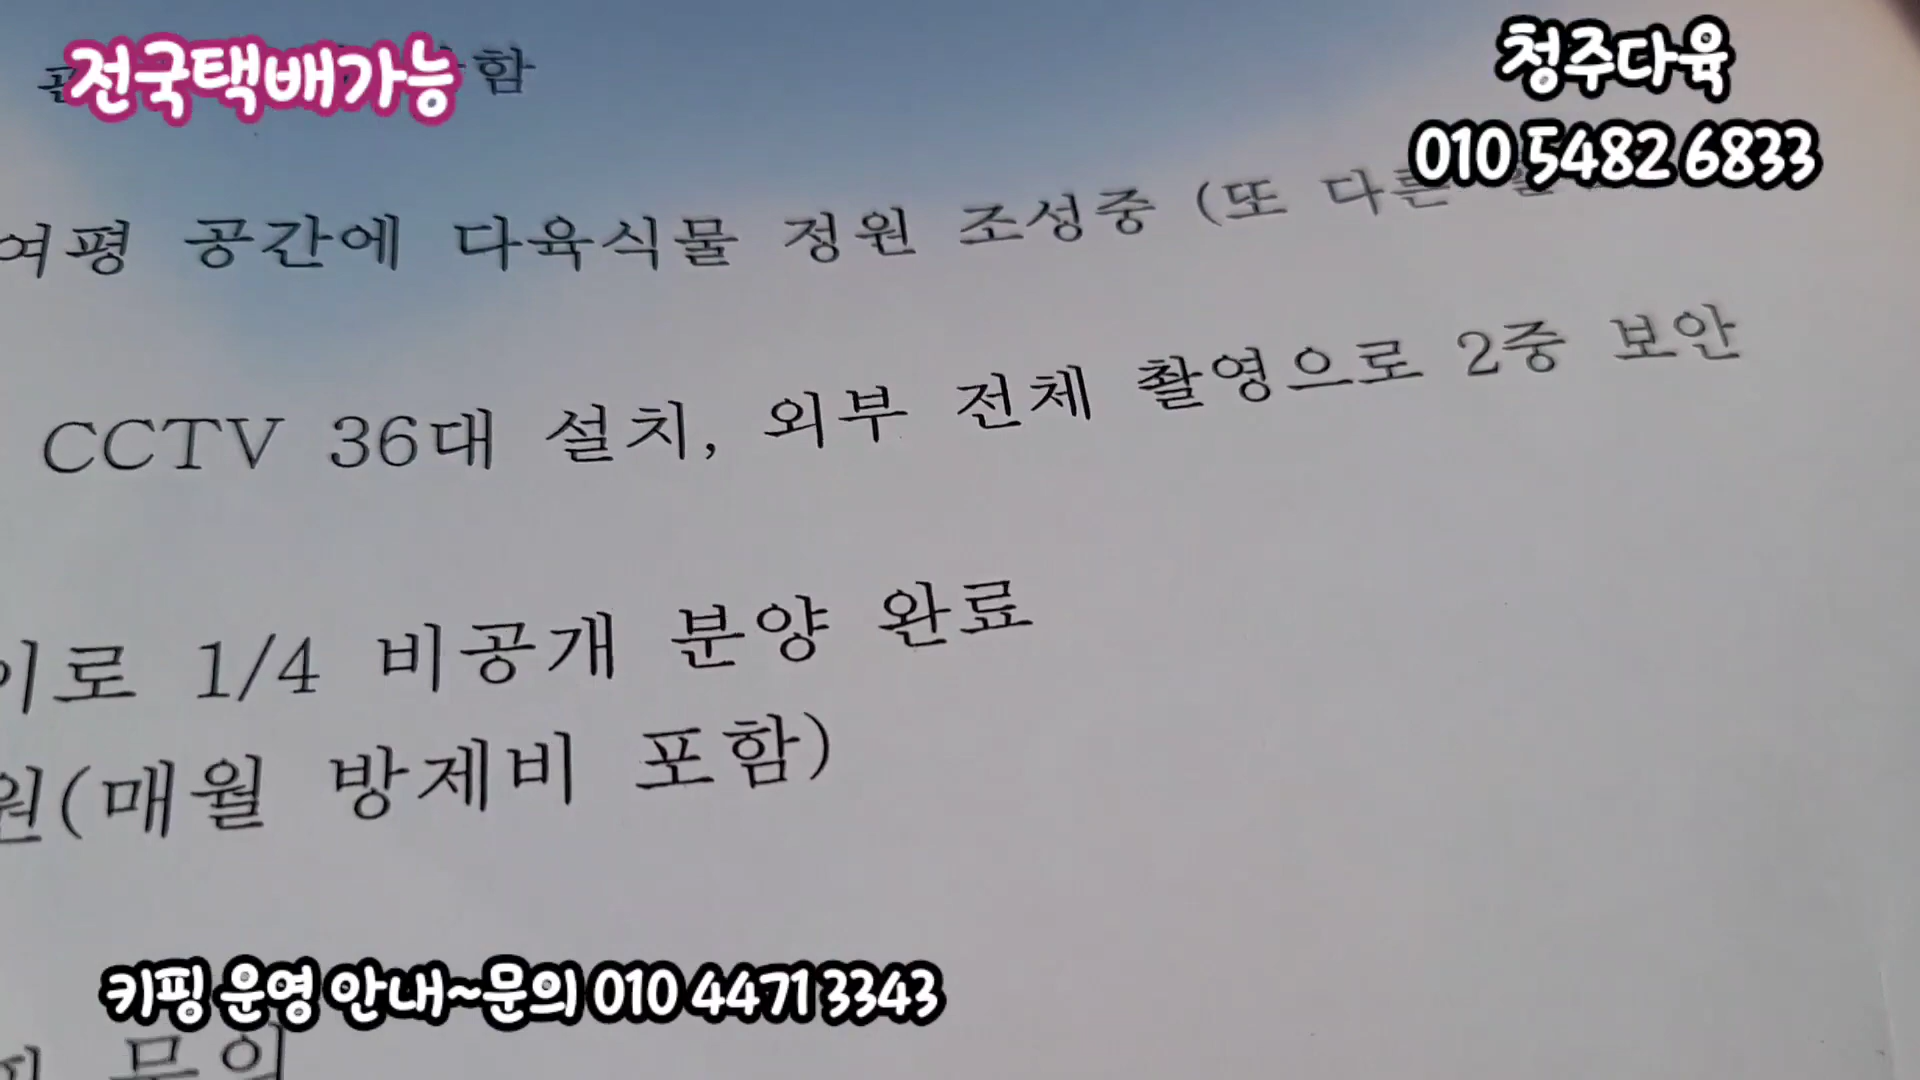 전국택배가능
함
청주다육
010 5482 6833
여평 공간에 다육식물 정원 조성중 (또 다른
CCTV 36대 설치, 외부 전체 촬영으로 2중 보안
이로 1/4 비공개 분양 완료
원(매월 방제비 포함)
키핑 운영 안내~문의 010 4471 3343
문의